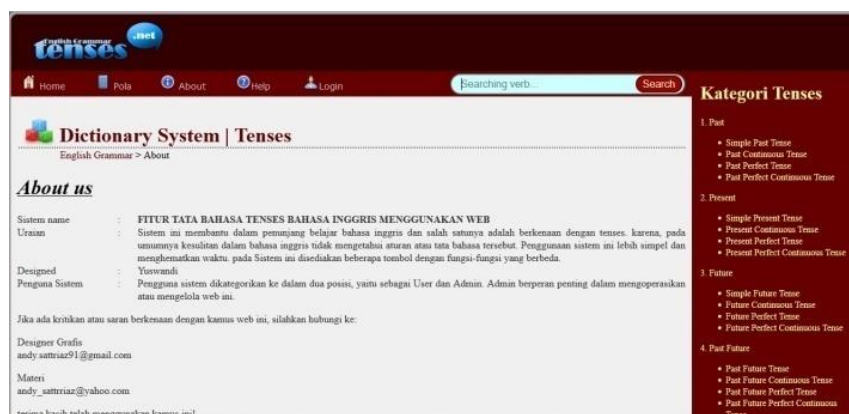 English Grammar
tenses
.net
Home
Pola
About
Help
Login
Searching verb...
Search
Dictionary System | Tenses
English Grammar > About
About us
Sistem name : FITUR TATA BAHASA TENSES BAHASA INGGRIS MENGGUNAKAN WEB
Uraian : Sistem ini membantu dalam penunjang belajar bahasa inggris dan salah satunya adalah berkenaan dengan tenses. karena, pada
umumnya kesulitan dalam bahasa inggris tidak mengetahui aturan atau tata bahasa tersebut. Penggunaan sistem ini lebih simpel dan
menghematkan waktu. pada Sistem ini disediakan beberapa tombol dengan fungsi-fungsi yang berbeda.
Designed : Yuswandi
Penguna Sistem : Pengguna sistem dikategorikan ke dalam dua posisi, yaitu sebagai User dan Admin. Admin berperan penting dalam mengoperasikan
atau mengelola web ini.
Jika ada kritikan atau saran berkenaan dengan kamus web ini, silahkan hubungi ke:
Designer Grafis
andy.sattriaz91@gmail.com
Materi
andy_sattrriaz@yahoo.com
terima kasih telah menggunakan kamus ini!
Kategori Tenses
1. Past
Simple Past Tense
Past Continuous Tense
Past Perfect Tense
Past Perfect Continuous Tense
2. Present
Simple Present Tense
Present Continuous Tense
Present Perfect Tense
Present Perfect Continuous Tense
3. Future
Simple Future Tense
Future Continuous Tense
Future Perfect Tense
Future Perfect Continuous Tense
4. Past Future
Past Future Tense
Past Future Continuous Tense
Past Future Perfect Tense
Past Future Perfect Continuous
Tense